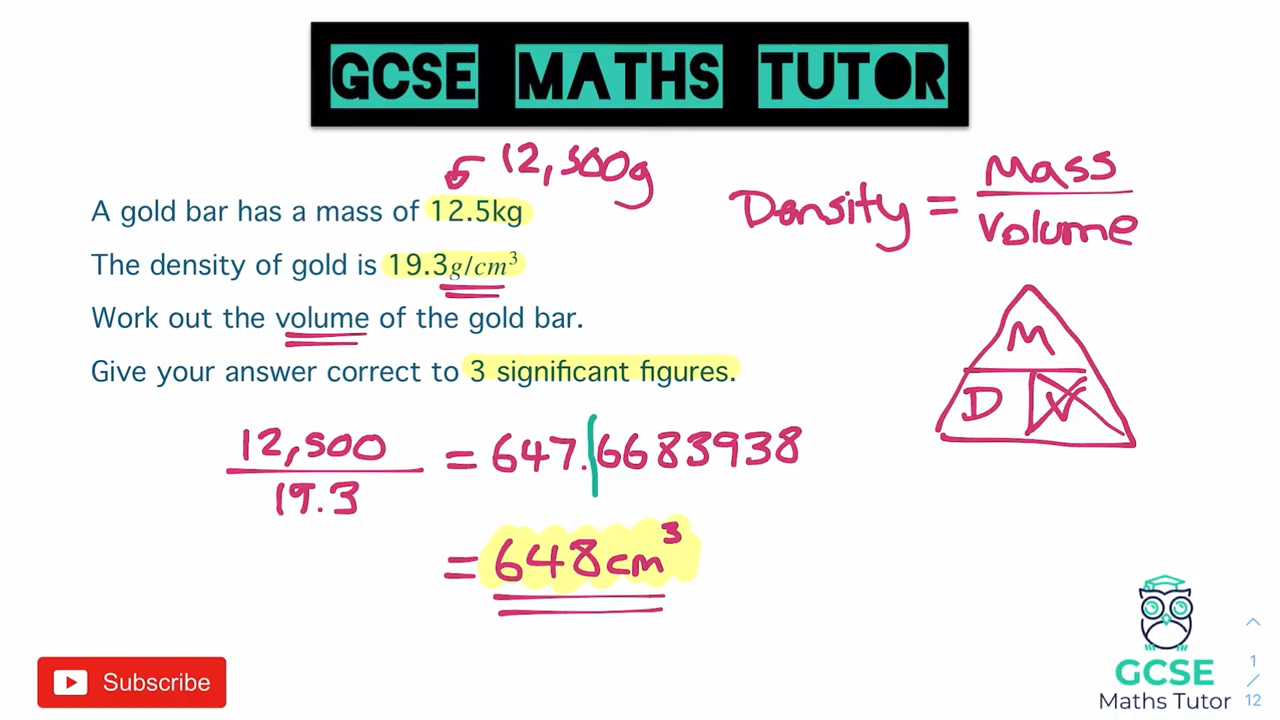 GCSE MATHS TUTOR
12,500g
A gold bar has a mass of 12.5kg
The density of gold is 19.3g/cm³
Work out the volume of the gold bar.
Give your answer correct to 3 significant figures.
Density = Mass
Volume
M
D V
12,500
19.3
= 647.6683938
= 648cm³
Subscribe
GCSE
Maths Tutor
1
/
12